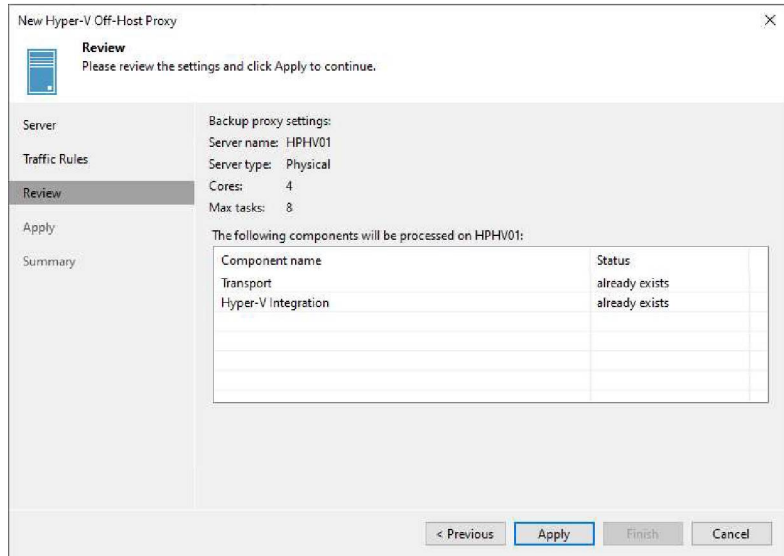 New Hyper-V Off-Host Proxy
Review
Please review the settings and click Apply to continue.
Server
Traffic Rules
Review
Apply
Summary
Backup proxy settings:
Server name: HPHV01
Server type: Physical
Cores: 4
Max tasks: 8
The following components will be processed on HPHV01:
Component name Status
Transport already exists
Hyper-V Integration already exists
< Previous Apply Finish Cancel